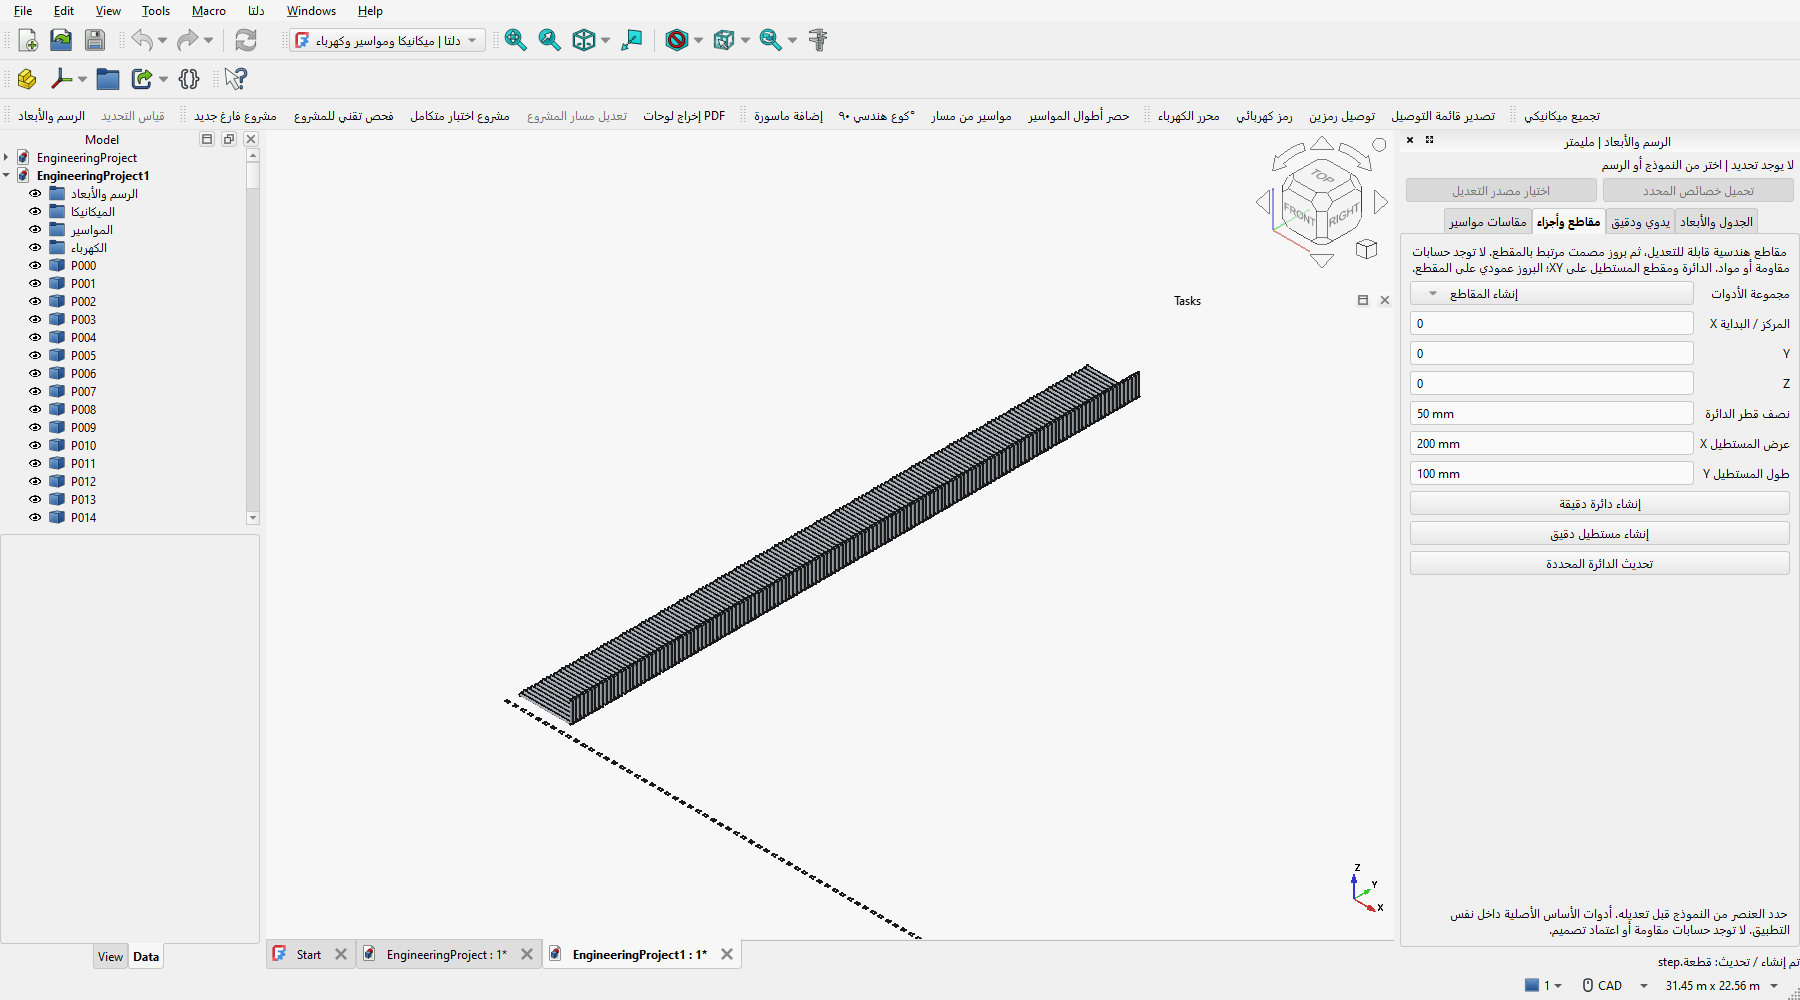 File Edit View Tools Macro دلتا Windows Help
دلتا | ميكانيكا ومواسير وكهرباء
الرسم والأبعاد قياس التحديد مشروع فارغ جديد فحص تقني للمشروع مشروع اختبار متكامل تعديل مسار المشروع إخراج لوحات PDF إضافة ماسورة كوع هندسي ٩٠° مواسير من مسار حصر أطوال المواسير محرر الكهرباء رمز كهربائي توصيل رمزين تصدير قائمة التوصيل تجميع ميكانيكي
Model
EngineeringProject
EngineeringProject1
الرسم والأبعاد
الميكانيكا
المواسير
الكهرباء
P000
P001
P002
P003
P004
P005
P006
P007
P008
P009
P010
P011
P012
P013
P014
View Data
TOP
FRONT RIGHT
Tasks
Z
Y
X
Start EngineeringProject : 1* EngineeringProject1 : 1*
الرسم والأبعاد | مليمتر
لا يوجد تحديد | اختر من النموذج أو الرسم
تحميل خصائص المحدد اختيار مصدر التعديل
الجدول والأبعاد يدوي ودقيق مقاطع وأجزاء مقاسات مواسير
مقاطع هندسية قابلة للتعديل، ثم بروز مصمت مرتبط بالمقطع. لا توجد حسابات
مقاومة أو مواد. الدائرة ومقطع المستطيل على XY؛ البروز عمودي على المقطع.
مجموعة الأدوات إنشاء المقاطع
المركز / البداية X 0
Y 0
Z 0
نصف قطر الدائرة 50 mm
عرض المستطيل X 200 mm
طول المستطيل Y 100 mm
إنشاء دائرة دقيقة
إنشاء مستطيل دقيق
تحديث الدائرة المحددة
حدد العنصر من النموذج قبل تعديله. أدوات الأساس الأصلية داخل نفس
التطبيق. لا توجد حسابات مقاومة أو اعتماد تصميم.
تم إنشاء / تحديث: قطعة.step
1 CAD 31.45 m x 22.56 m